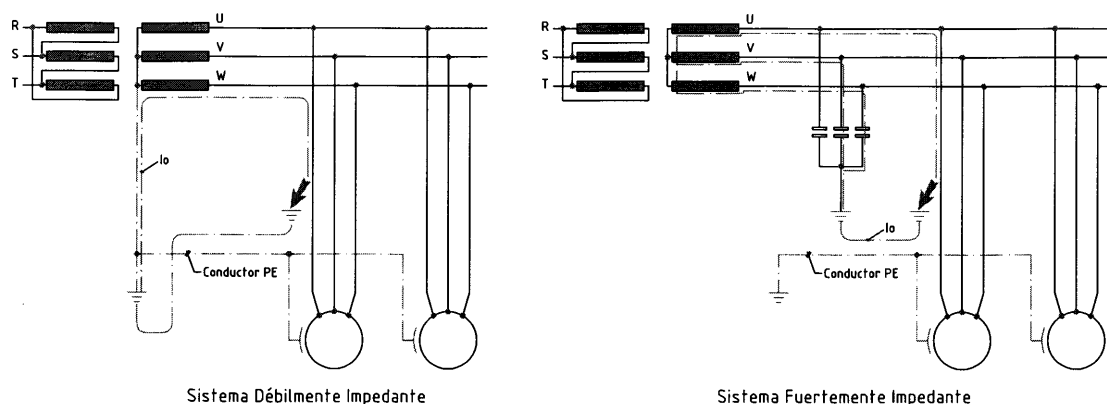 R
S
T
U
V
W
Io
Conductor PE
Sistema Débilmente Impedante
R
S
T
U
V
W
Io
Conductor PE
Sistema Fuertemente Impedante